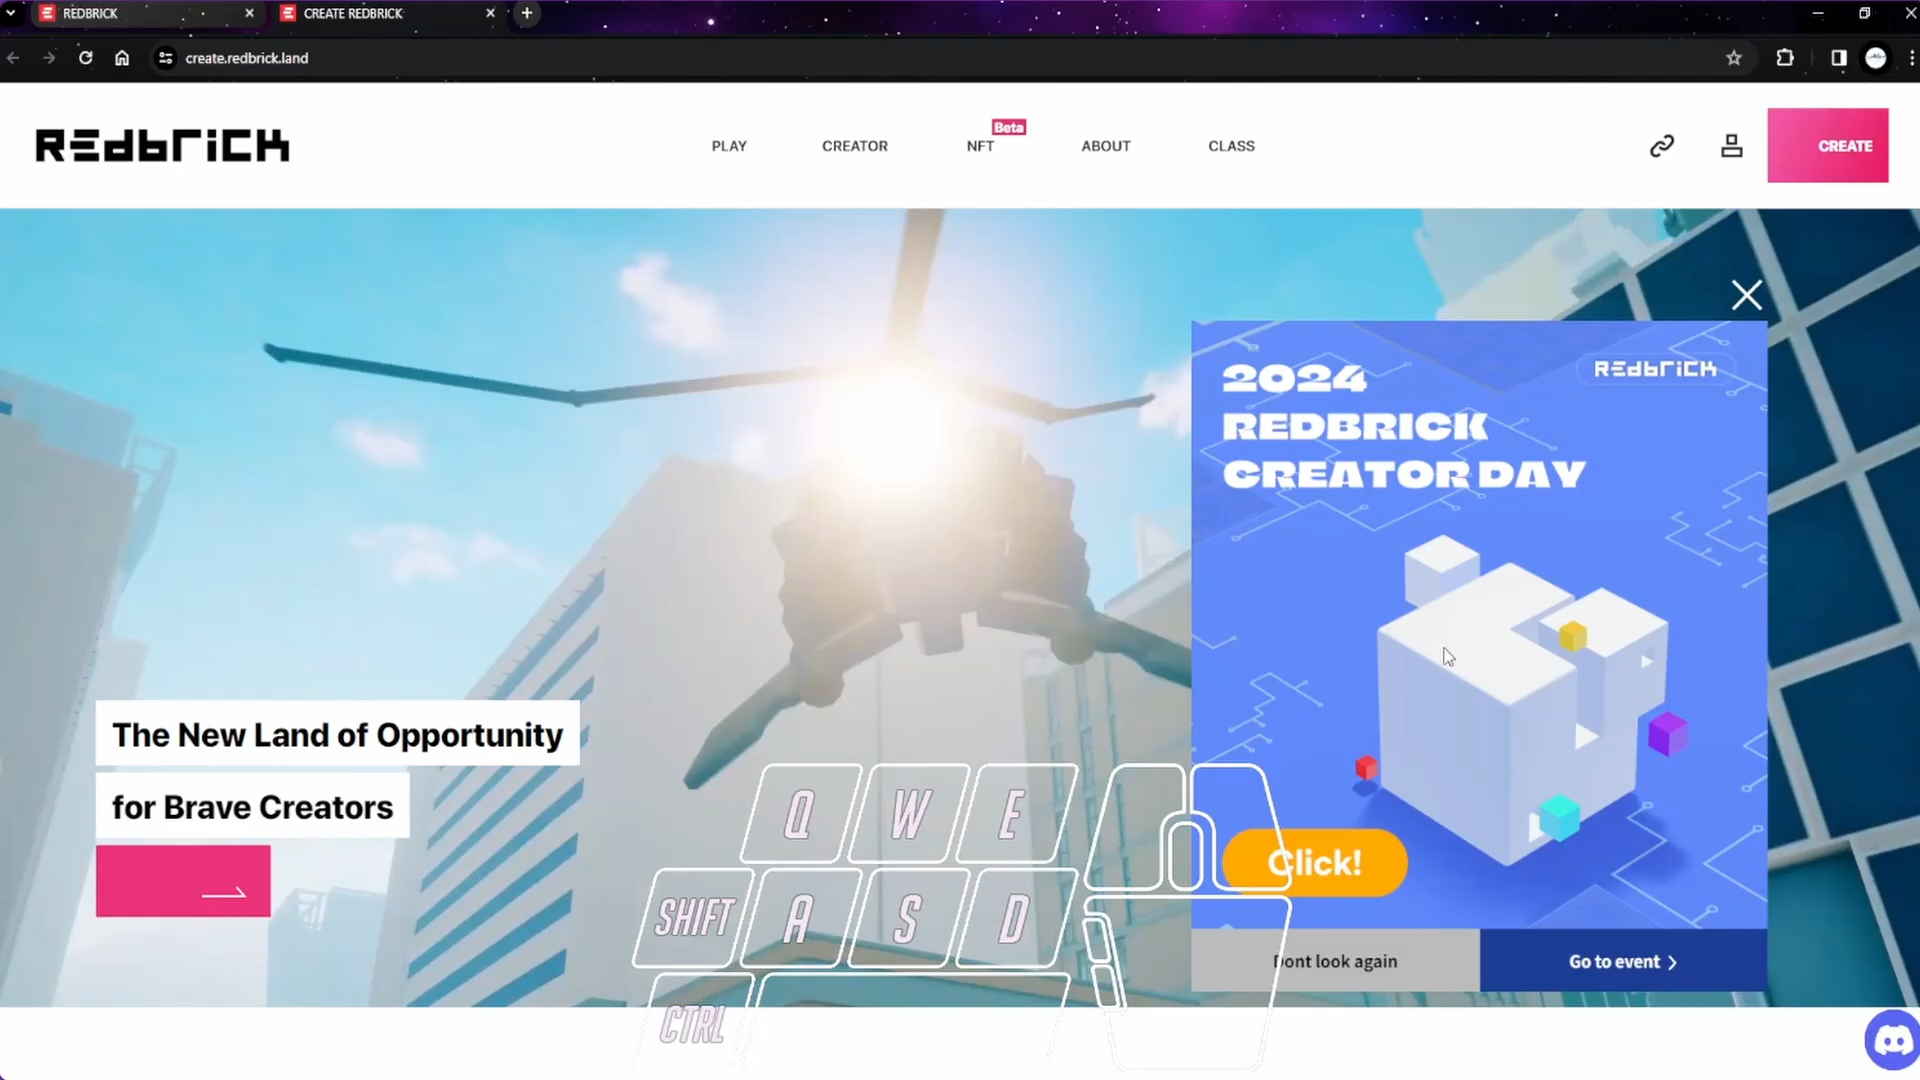 REDBRICK
CREATE REDBRICK
create.redbrick.land
REdbriCK
PLAY
CREATOR
NFT
Beta
ABOUT
CLASS
CREATE
2024
REDBRICK
CREATOR DAY
REdbriCK
The New Land of Opportunity
for Brave Creators
Click!
Dont look again
Go to event
Q
W
E
SHIFT
A
S
D
CTRL